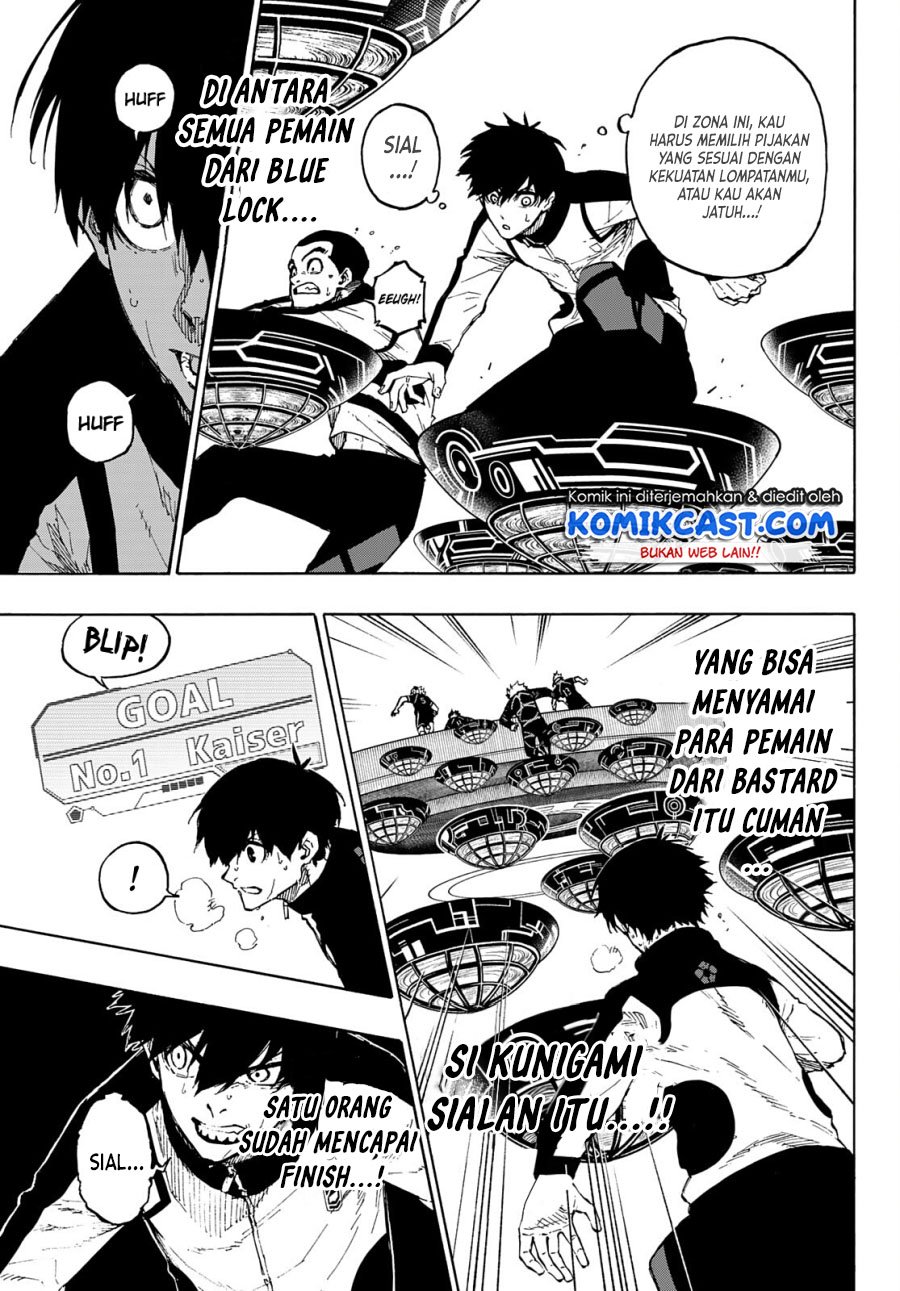 DI ZONA INI, KAU
HARUS MEMILIH PIJAKAN
YANG SESUAI DENGAN
KEKUATAN LOMPATANMU,
ATAU KAU AKAN
JATUH...!
SIAL
....!
EEUGH!
DI ANTARA
SEMUA PEMAIN
DARI BLUE
LOCK....
HUFF
HUFF
Komik ini diterjemahkan & diedit oleh
KOMIKCAST.COM
BUKAN WEB LAIN!!
YANG BISA
MENYAMAI
PARA PEMAIN
DARI BASTARD
ITU CUMAN
...
SI KUNIGAMI
SIALAN ITU...!!
BLIP!
GOAL
No.1 Kaiser
!
SATU ORANG
SUDAH MENCAPAI
FINISH...!
SIAL...